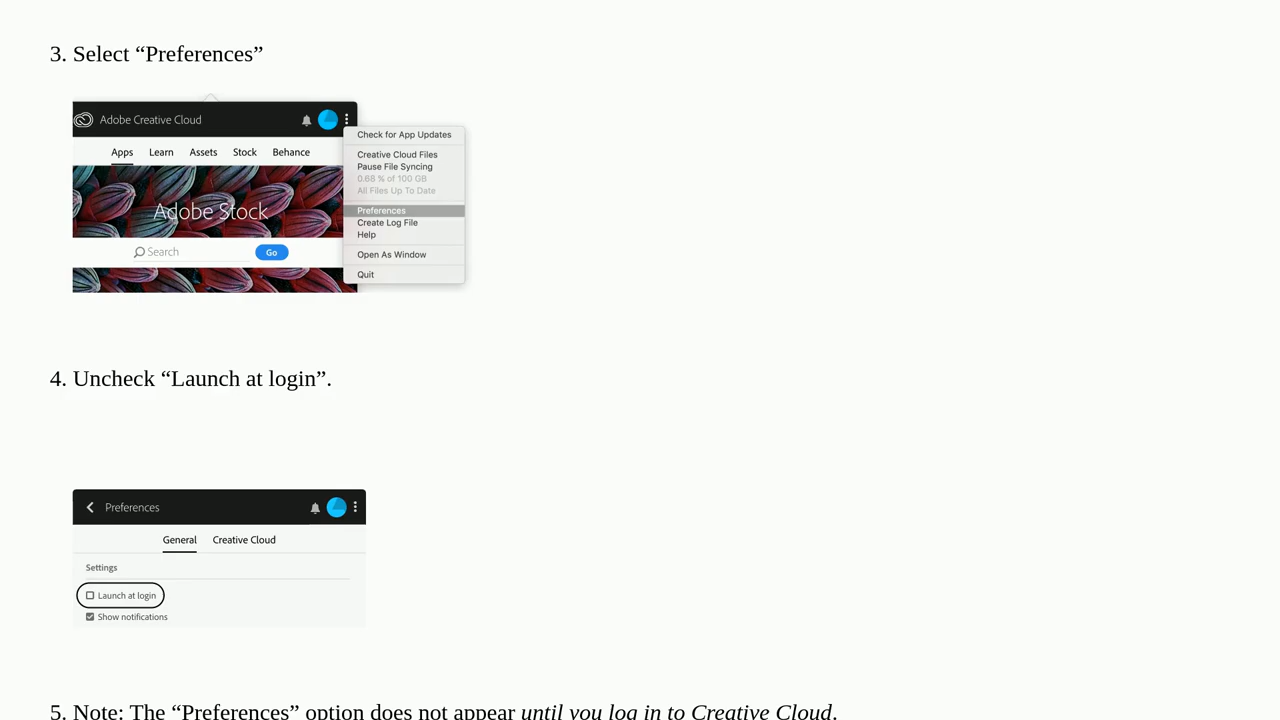 3. Select “Preferences”
Adobe Creative Cloud
Check for App Updates
Apps Learn Assets Stock Behance
Creative Cloud Files
Pause File Syncing
0.68 % of 100 GB
All Files Up To Date
Adobe Stock
Preferences
Create Log File
Help
Search Go
Open As Window
Quit
4. Uncheck “Launch at login”.
Preferences
General Creative Cloud
Settings
Launch at login
Show notifications
5. Note: The “Preferences” option does not appear until you log in to Creative Cloud.